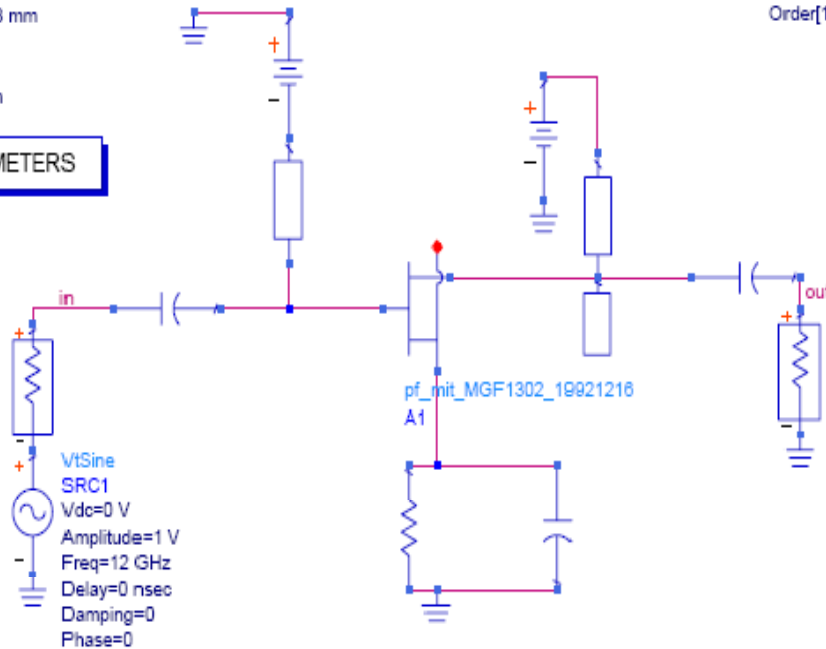 3 mm
Order[1
METERS
in
out
pf_mit_MGF1302_19921216
A1
VtSine
SRC1
Vdc=0 V
Amplitude=1 V
Freq=12 GHz
Delay=0 nsec
Damping=0
Phase=0